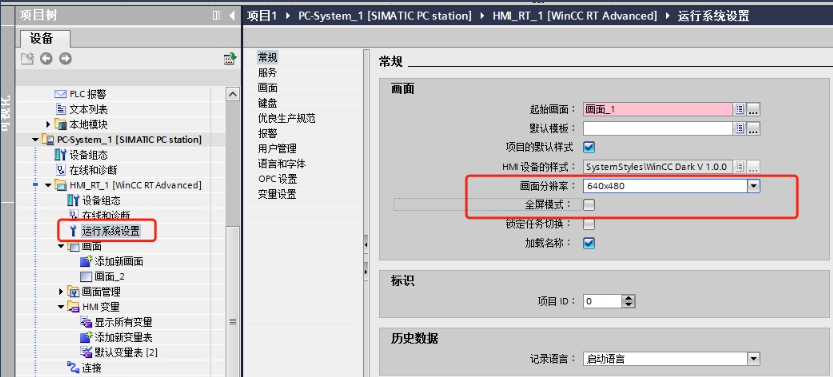 项目树
项目1 ▸ PC-System_1 [SIMATIC PC station] ▸ HMI_RT_1 [WinCC RT Advanced] ▸ 运行系统设置
设备
可视化
PLC 报警
文本列表
本地模块
PC-System_1 [SIMATIC PC station]
设备组态
在线和诊断
HMI_RT_1 [WinCC RT Advanced]
设备组态
在线和诊断
运行系统设置
画面
添加新画面
画面_2
画面管理
HMI 变量
显示所有变量
添加新变量表
默认变量表 [2]
连接
常规
服务
画面
键盘
优良生产规范
报警
用户管理
语言和字体
OPC 设置
变量设置
常规
画面
起始画面： 画面_1 ...
默认模板： ...
项目的默认样式：
HMI 设备的样式： SystemStyles\WinCC Dark V 1.0.0 ...
画面分辨率： 640x480
全屏模式：
锁定任务切换：
加载名称：
标识
项目 ID： 0
历史数据
记录语言： 启动语言